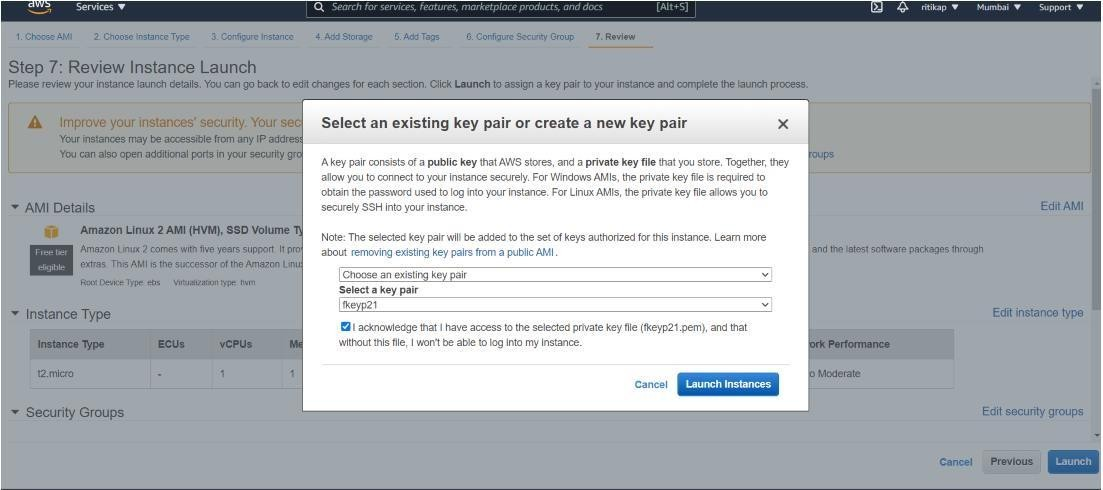 aws
Services
Search for services, features, marketplace products, and docs
[Alt+S]
ritikap
Mumbai
Support
1. Choose AMI
2. Choose Instance Type
3. Configure Instance
4. Add Storage
5. Add Tags
6. Configure Security Group
7. Review
Step 7: Review Instance Launch
Please review your instance launch details. You can go back to edit changes for each section. Click Launch to assign a key pair to your instance and complete the launch process.
Improve your instances' security. Your sec
Your instances may be accessible from any IP address
You can also open additional ports in your security gro
oups
Select an existing key pair or create a new key pair
A key pair consists of a public key that AWS stores, and a private key file that you store. Together, they
allow you to connect to your instance securely. For Windows AMIs, the private key file is required to
obtain the password used to log into your instance. For Linux AMIs, the private key file allows you to
securely SSH into your instance.
Note: The selected key pair will be added to the set of keys authorized for this instance. Learn more
about removing existing key pairs from a public AMI.
Choose an existing key pair
Select a key pair
fkeyp21
I acknowledge that I have access to the selected private key file (fkeyp21.pem), and that
without this file, I won't be able to log into my instance.
Cancel
Launch Instances
AMI Details
Edit AMI
Amazon Linux 2 AMI (HVM), SSD Volume Ty
Free tier
eligible
Amazon Linux 2 comes with five years support. It pro
and the latest software packages through
extras. This AMI is the successor of the Amazon Linu
Root Device Type: ebs
Virtualization type: hvm
Instance Type
Edit instance type
Instance Type
ECUs
vCPUs
Me
ork Performance
t2.micro
-
1
1
o Moderate
Security Groups
Edit security groups
Cancel
Previous
Launch